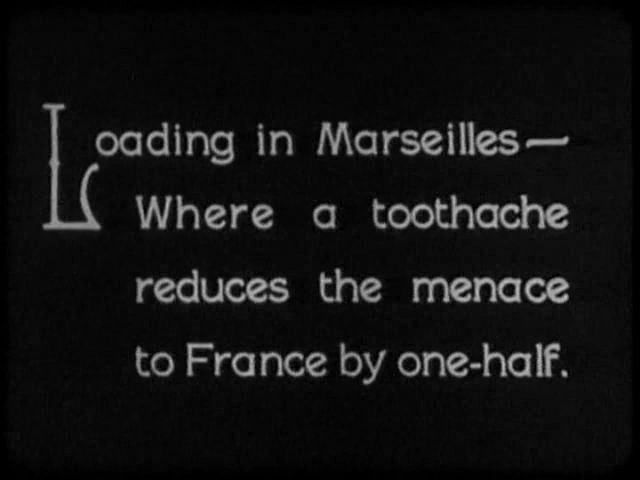 Loading in Marseilles—
Where a toothache
reduces the menace
to France by one-half.